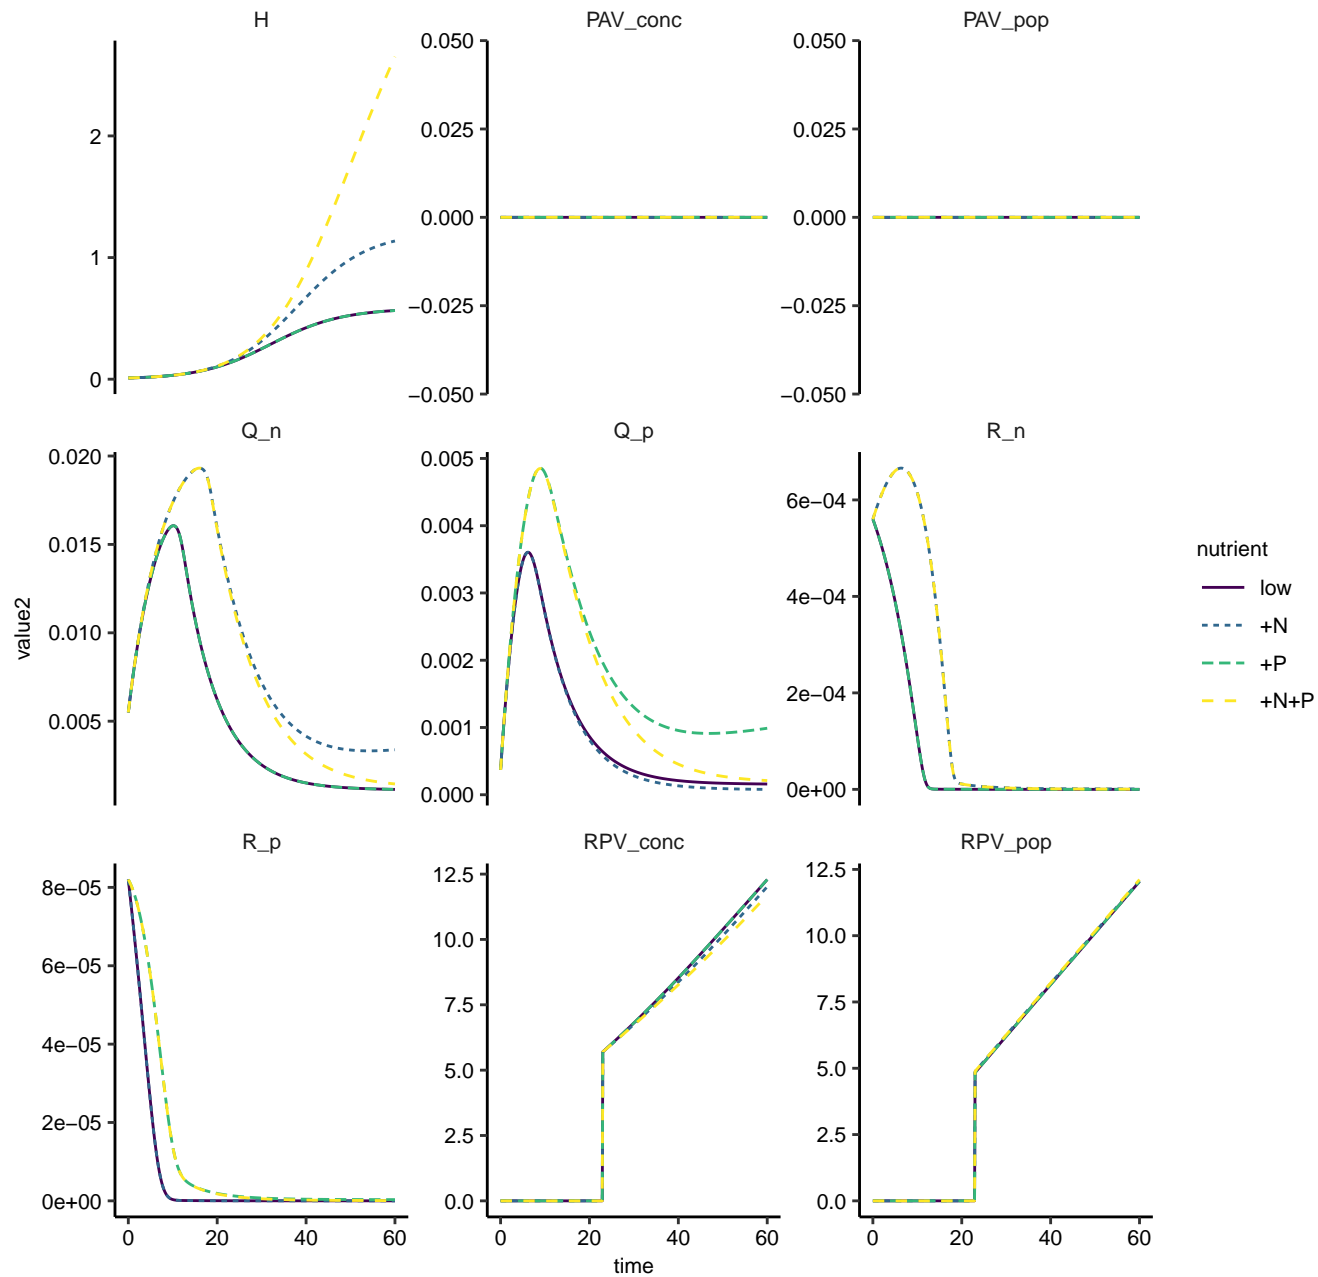 H
PAV_conc
PAV_pop
2
1
0
0.050
0.025
0.000
−0.025
−0.050
0.050
0.025
0.000
−0.025
−0.050
Q_n
Q_p
R_n
0.020
0.015
0.010
0.005
0.005
0.004
0.003
0.002
0.001
0.000
6e−04
4e−04
2e−04
0e+00
R_p
RPV_conc
RPV_pop
8e−05
6e−05
4e−05
2e−05
0e+00
12.5
10.0
7.5
5.0
2.5
0.0
12.5
10.0
7.5
5.0
2.5
0.0
0 20 40 60
0 20 40 60
0 20 40 60
time
value2
nutrient
low
+N
+P
+N+P